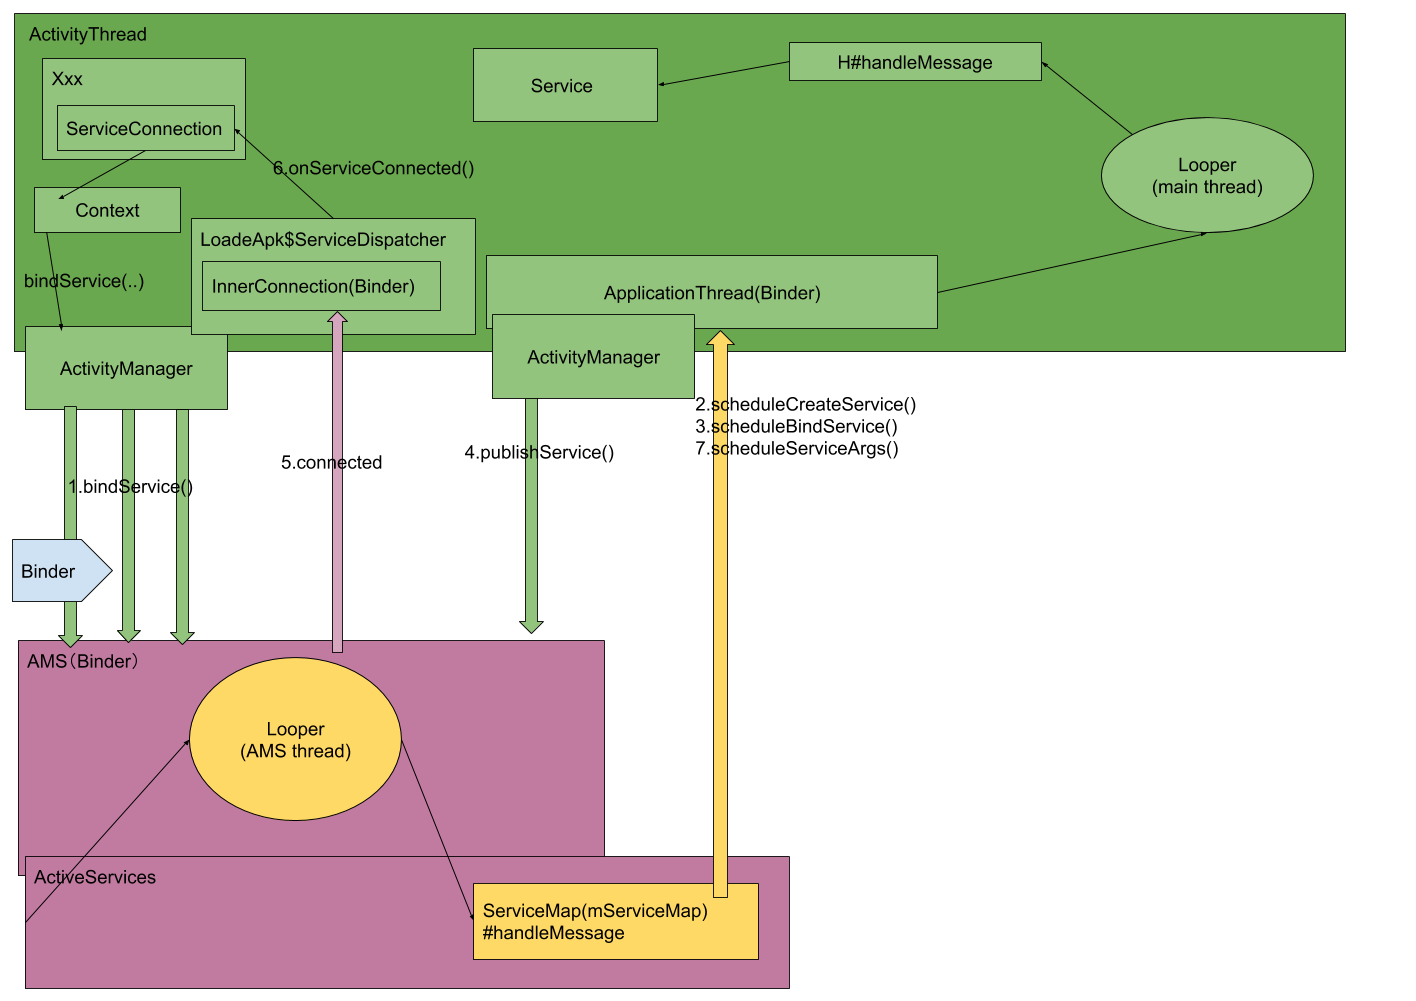 ActivityThread
Xxx
ServiceConnection
Service
H#handleMessage
Looper
(main thread)
6.onServiceConnected()
Context
LoadeApk$ServiceDispatcher
InnerConnection(Binder)
bindService(..)
ApplicationThread(Binder)
ActivityManager
ActivityManager
2.scheduleCreateService()
3.scheduleBindService()
7.scheduleServiceArgs()
4.publishService()
5.connected
1.bindService()
Binder
AMS（Binder）
Looper
(AMS thread)
ActiveServices
ServiceMap(mServiceMap)
#handleMessage